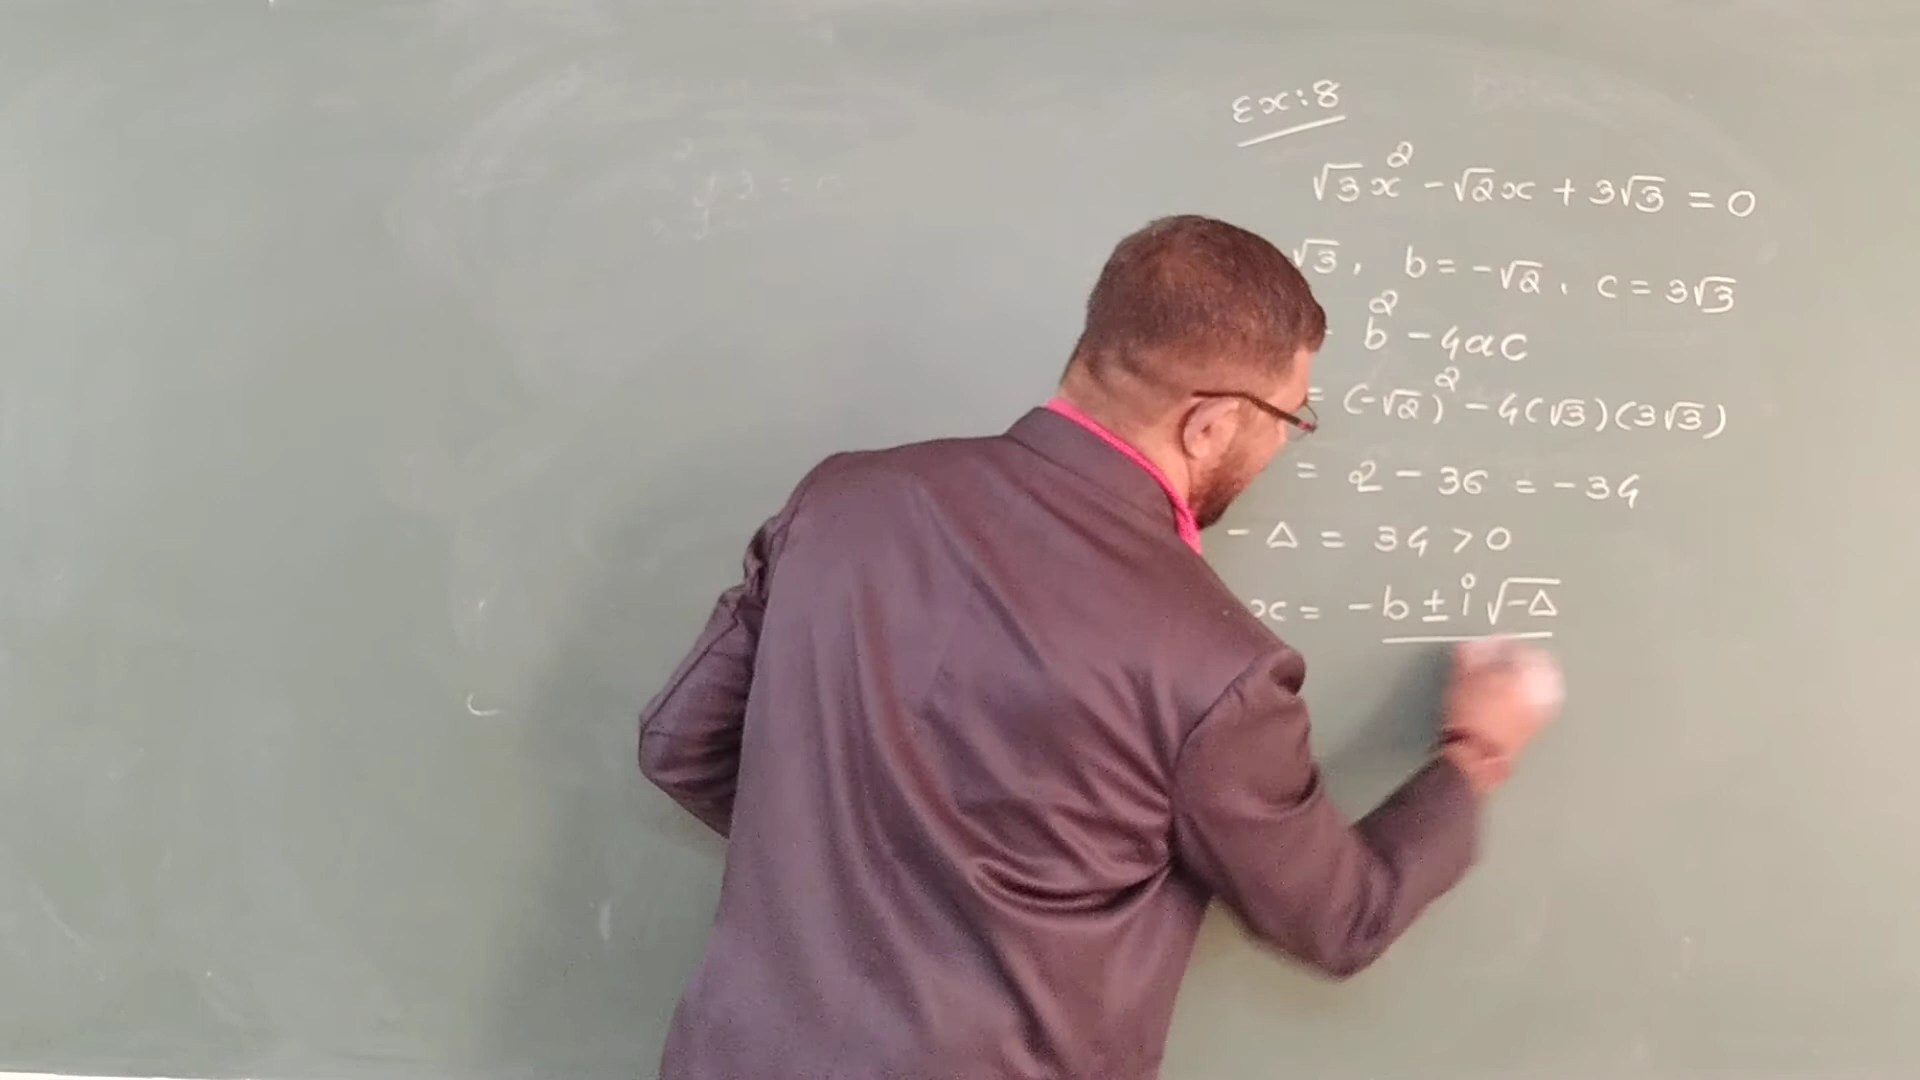 Ex:8
√3x² - √2x + 3√3 = 0
√3, b = -√2, c = 3√3
b² - 4ac
= (-√2)² - 4(√3)(3√3)
= 2 - 36 = -34
-Δ = 34 > 0
x = -b ± i√-Δ